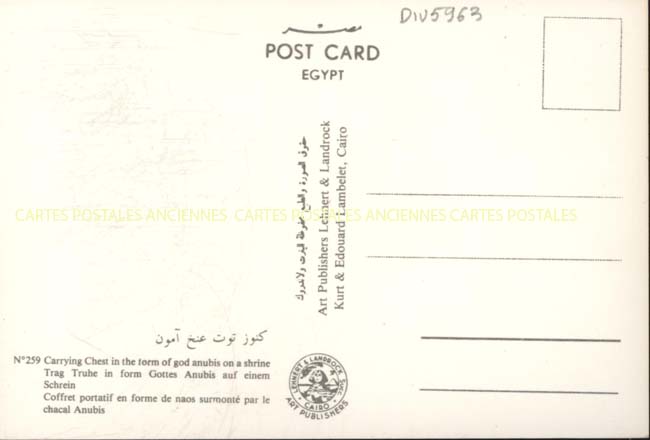 DIV5963
مصر
POST CARD
EGYPT
حقوق الصورة والطبع محفوظة
Art Publishers Lehnert & Landrock
Kurt & Edouard Lambelet, Cairo
CARTES POSTALES ANCIENNES CARTES POSTALES ANCIENNES CARTES POSTALES
كنوز توت عنخ آمون
N°259 Carrying Chest in the form of god anubis on a shrine
Trag Truhe in form Gottes Anubis auf einem
Schrein
Coffret portatif en forme de naos surmonté par le
chacal Anubis
LEHNERT & LANDROCK SUCC.
CAIRO
ART PUBLISHERS